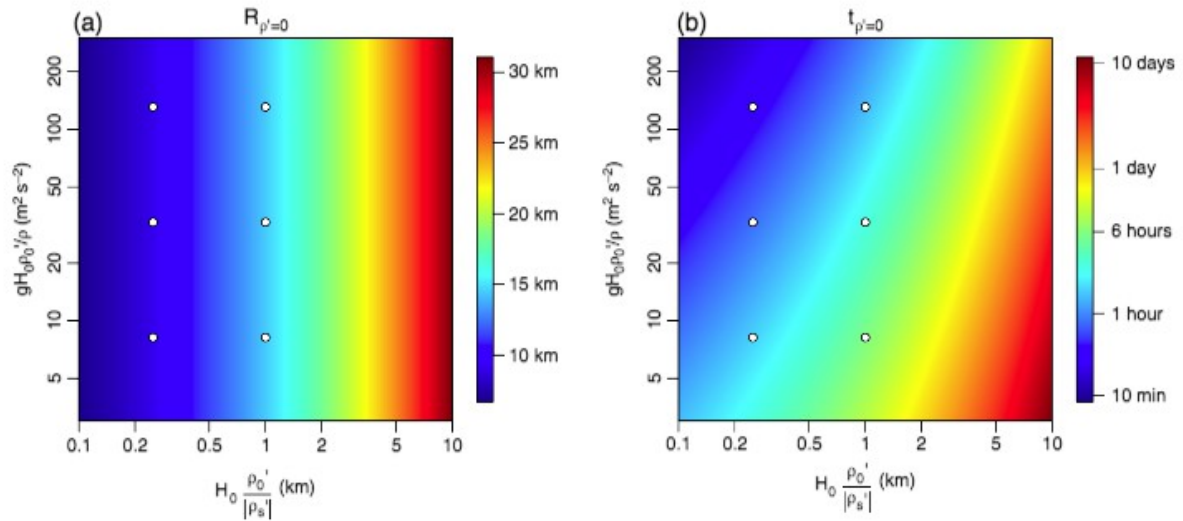 (a)
R ρ'=0
200
100
50
20
10
5
gH₀ρ₀'/ρ (m² s⁻²)
0.1 0.2 0.5 1 2 5 10
H₀ ρ₀'/|ρₛ'| (km)
30 km
25 km
20 km
15 km
10 km
(b)
t ρ'=0
200
100
50
20
10
5
gH₀ρ₀'/ρ (m² s⁻²)
0.1 0.2 0.5 1 2 5 10
H₀ ρ₀'/|ρₛ'| (km)
10 days
1 day
6 hours
1 hour
10 min